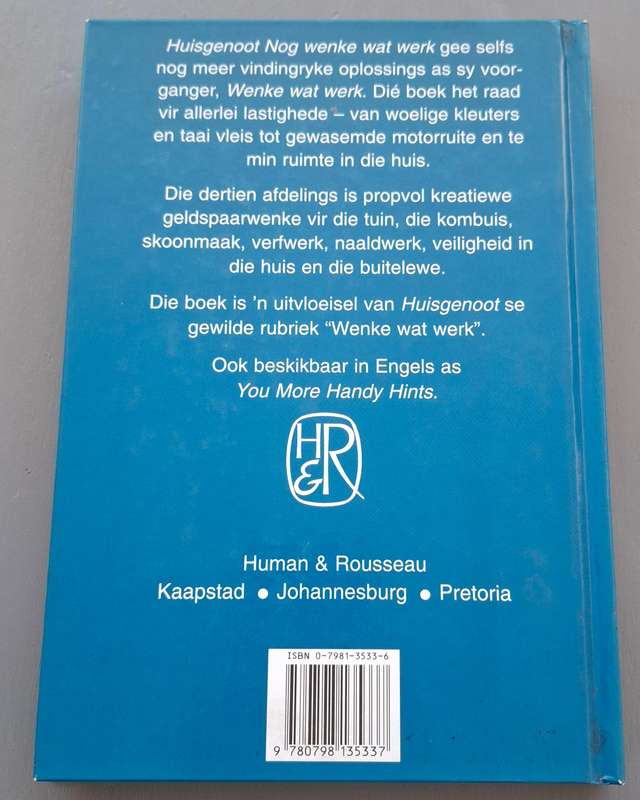 Huisgenoot Nog wenke wat werk gee selfs
nog meer vindingryke oplossings as sy voor-
ganger, Wenke wat werk. Dié boek het raad
vir allerlei lastighede – van woelige kleuters
en taai vleis tot gewasemde motorruite en te
min ruimte in die huis.
Die dertien afdelings is propvol kreatiewe
geldspaarwenke vir die tuin, die kombuis,
skoonmaak, verfwerk, naaldwerk, veiligheid in
die huis en die buitelewe.
Die boek is 'n uitvloeisel van Huisgenoot se
gewilde rubriek “Wenke wat werk”.
Ook beskikbaar in Engels as
You More Handy Hints.
H&R
Human & Rousseau
Kaapstad ● Johannesburg ● Pretoria
ISBN 0-7981-3533-6
9 780798 135337